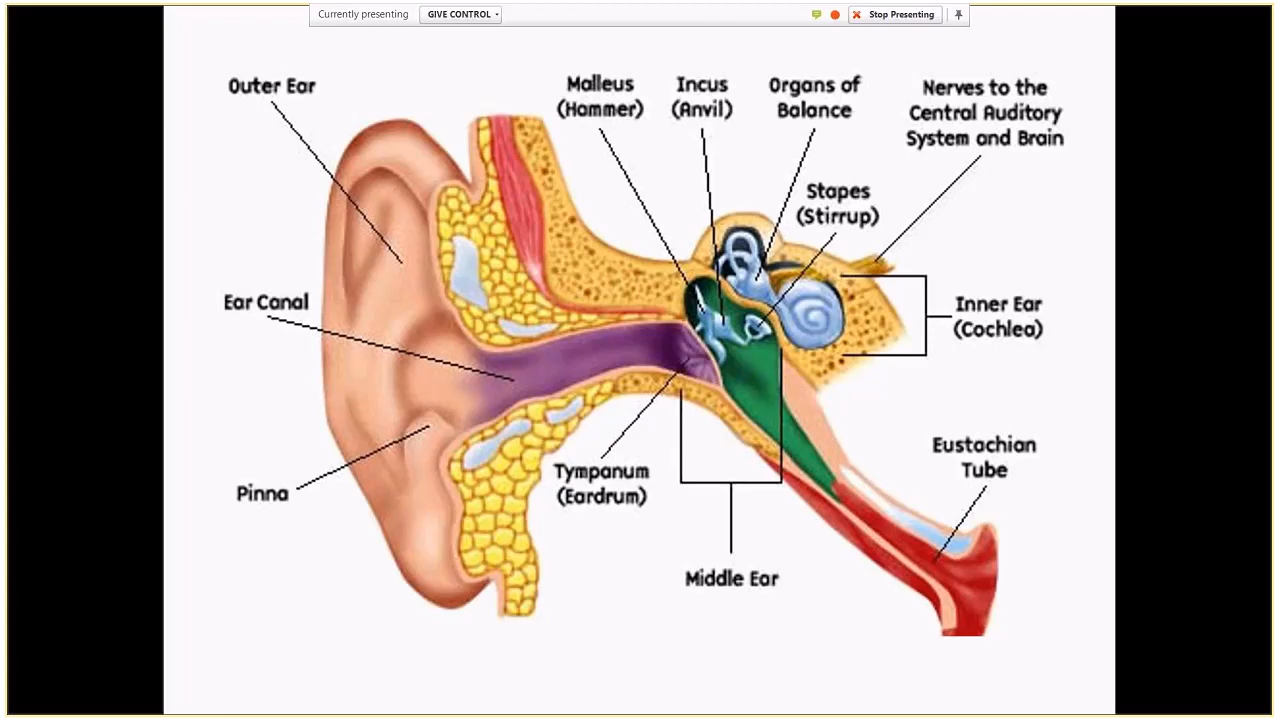 Currently presenting
GIVE CONTROL
Stop Presenting
Outer Ear
Malleus
(Hammer)
Incus
(Anvil)
Organs of
Balance
Nerves to the
Central Auditory
System and Brain
Stapes
(Stirrup)
Ear Canal
Inner Ear
(Cochlea)
Pinna
Tympanum
(Eardrum)
Eustachian
Tube
Middle Ear